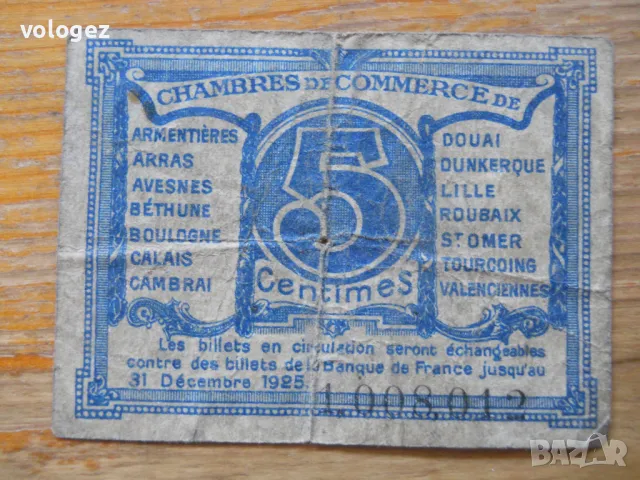 vologez
CHAMBRES DE COMMERCE DE
ARMENTIÈRES
ARRAS
AVESNES
BÉTHUNE
BOULOGNE
CALAIS
CAMBRAI
5
Centimes
DOUAI
DUNKERQUE
LILLE
ROUBAIX
ST OMER
TOURCOING
VALENCIENNES
Les billets en circulation seront échangeables
contre des billets de la Banque de France jusqu'au
31 Décembre 1925.
1,008,012
BAZAR